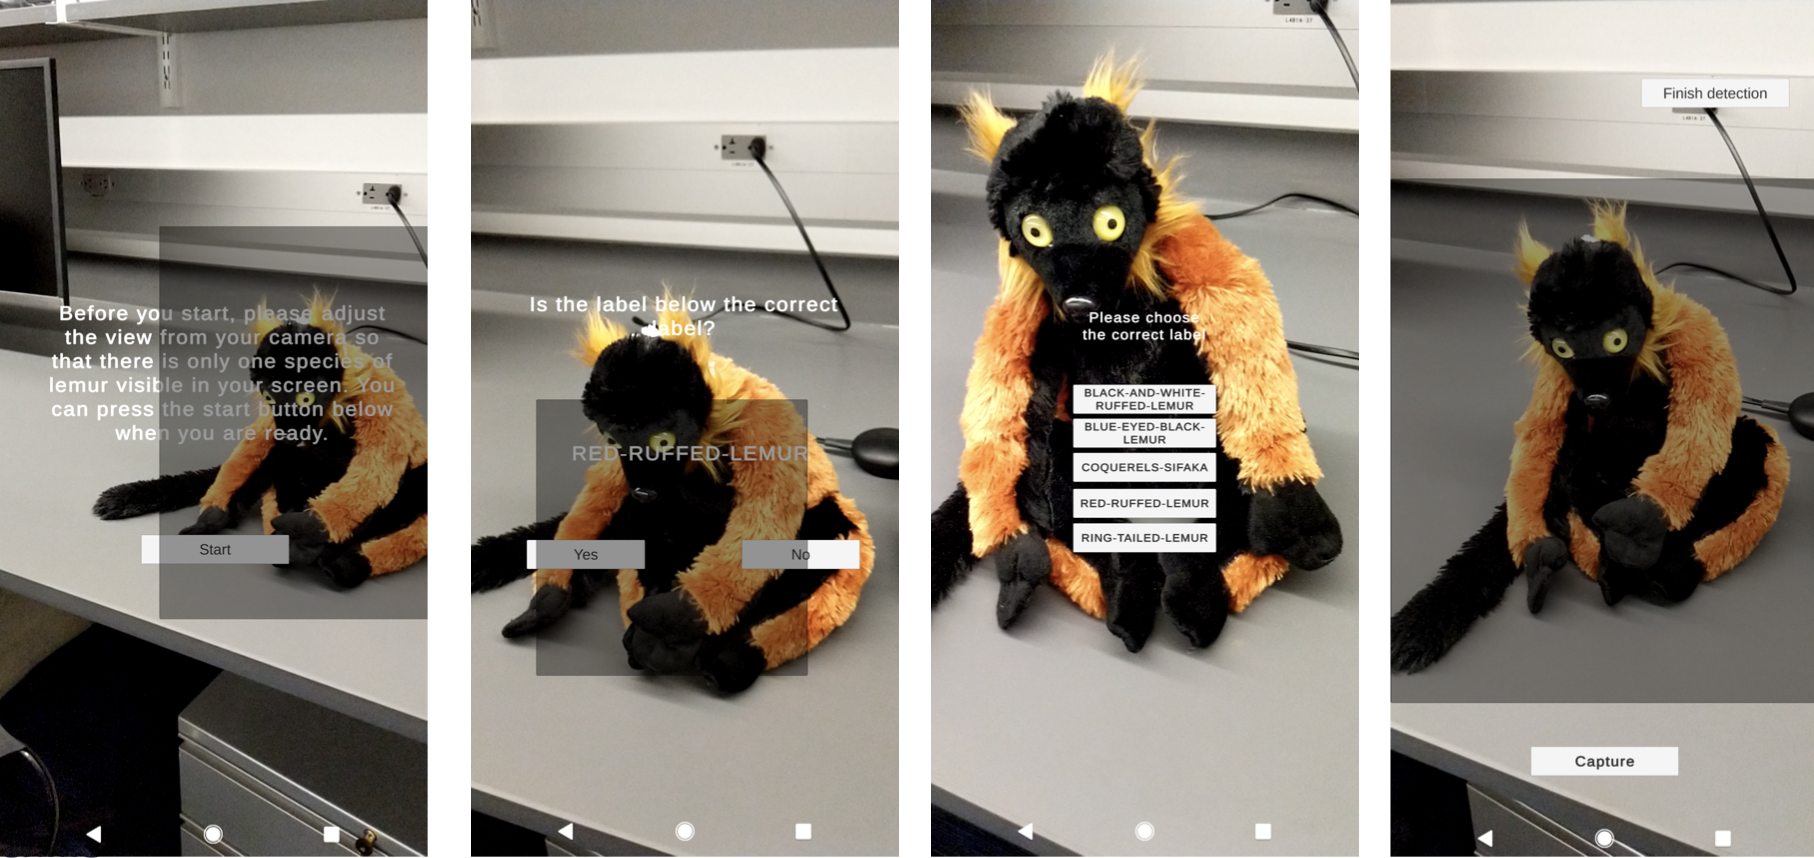 Before you start, please adjust
the view from your camera so
that there is only one species of
lemur visible in your screen. You
can press the start button below
when you are ready.
Start
Is the label below the correct
label?
RED-RUFFED-LEMUR
Yes
No
Please choose
the correct label
BLACK-AND-WHITE-
RUFFED-LEMUR
BLUE-EYED-BLACK-
LEMUR
COQUERELS-SIFAKA
RED-RUFFED-LEMUR
RING-TAILED-LEMUR
Finish detection
Capture